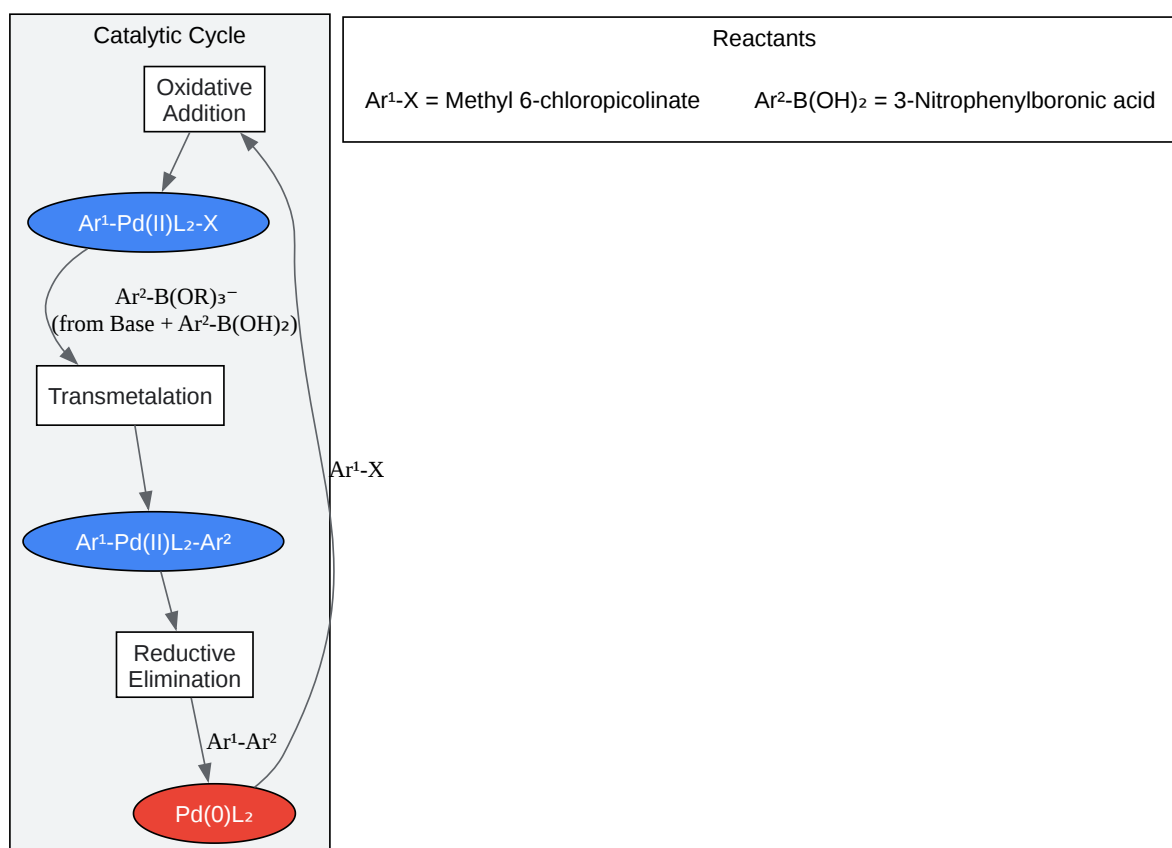 Catalytic Cycle
Oxidative
Addition
Ar¹-Pd(II)L₂-X
Ar²-B(OR)₃⁻
(from Base + Ar²-B(OH)₂)
Transmetalation
Ar¹-X
Ar¹-Pd(II)L₂-Ar²
Reductive
Elimination
Ar¹-Ar²
Pd(0)L₂
Reactants
Ar¹-X = Methyl 6-chloropicolinate
Ar²-B(OH)₂ = 3-Nitrophenylboronic acid